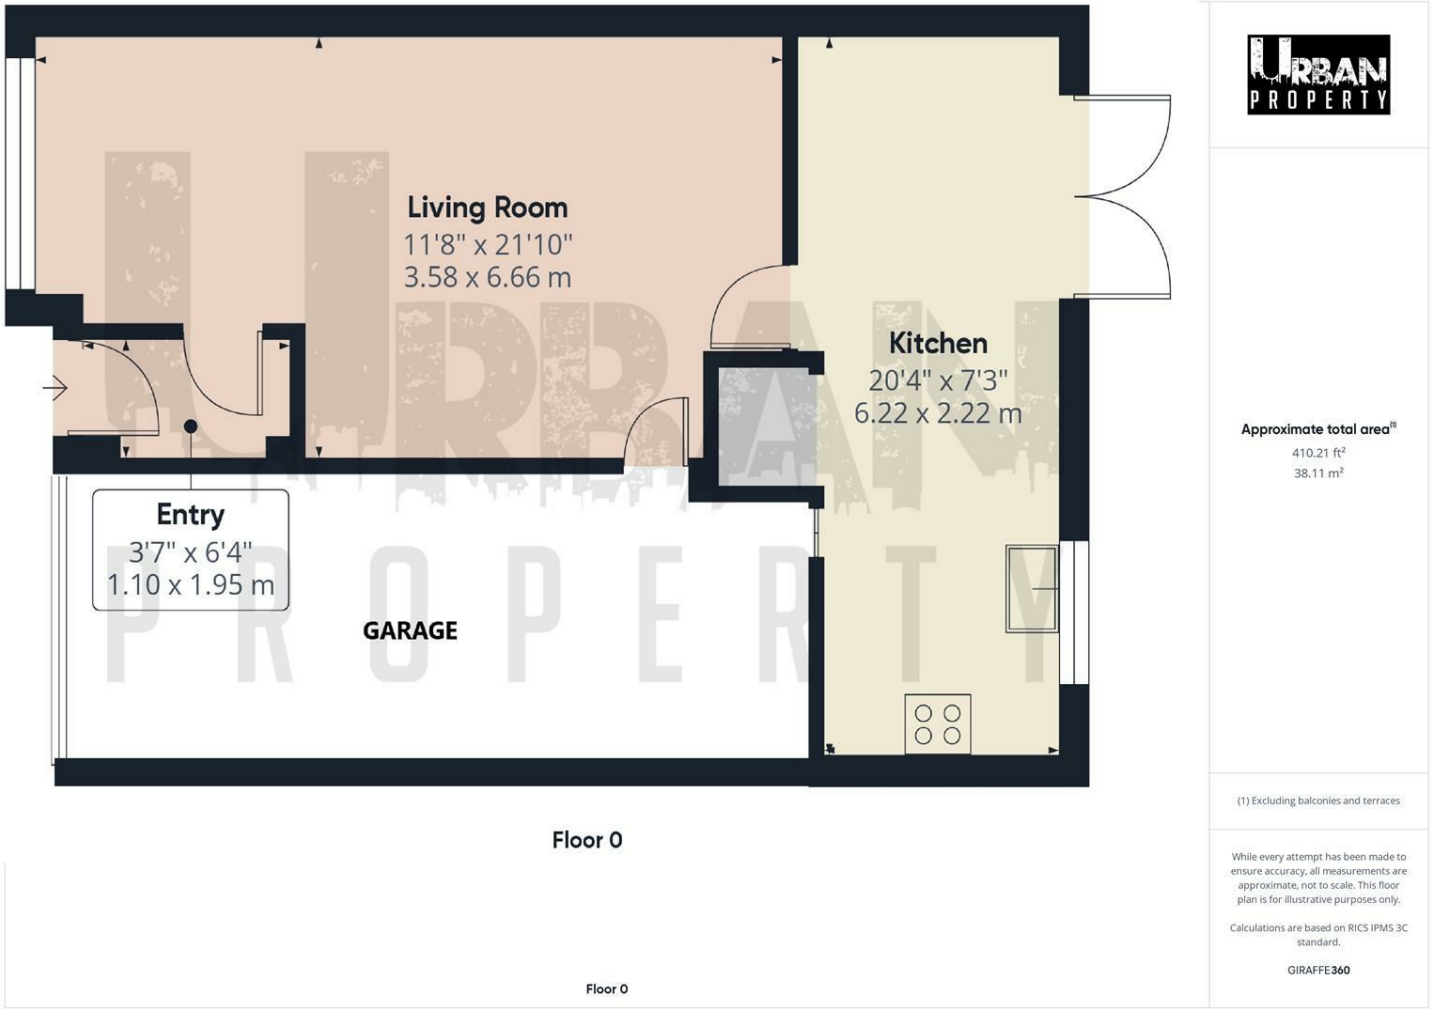 URBAN
PROPERTY
Living Room
11'8" x 21'10"
3.58 x 6.66 m
Kitchen
20'4" x 7'3"
6.22 x 2.22 m
Entry
3'7" x 6'4"
1.10 x 1.95 m
GARAGE
URBAN
PROPERTY
Floor 0
Floor 0
Approximate total area(1)
410.21 ft²
38.11 m²
(1) Excluding balconies and terraces
While every attempt has been made to
ensure accuracy, all measurements are
approximate, not to scale. This floor
plan is for illustrative purposes only.
Calculations are based on RICS IPMS 3C
standard.
GIRAFFE360